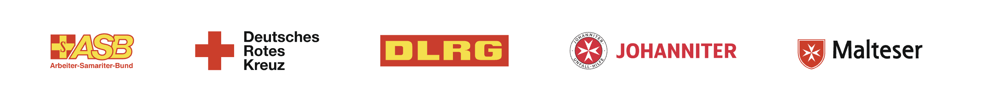 S ASB
Arbeiter-Samariter-Bund
Deutsches
Rotes
Kreuz
DLRG
JOHANNITER-
UNFALL-HILFE
JOHANNITER
Malteser